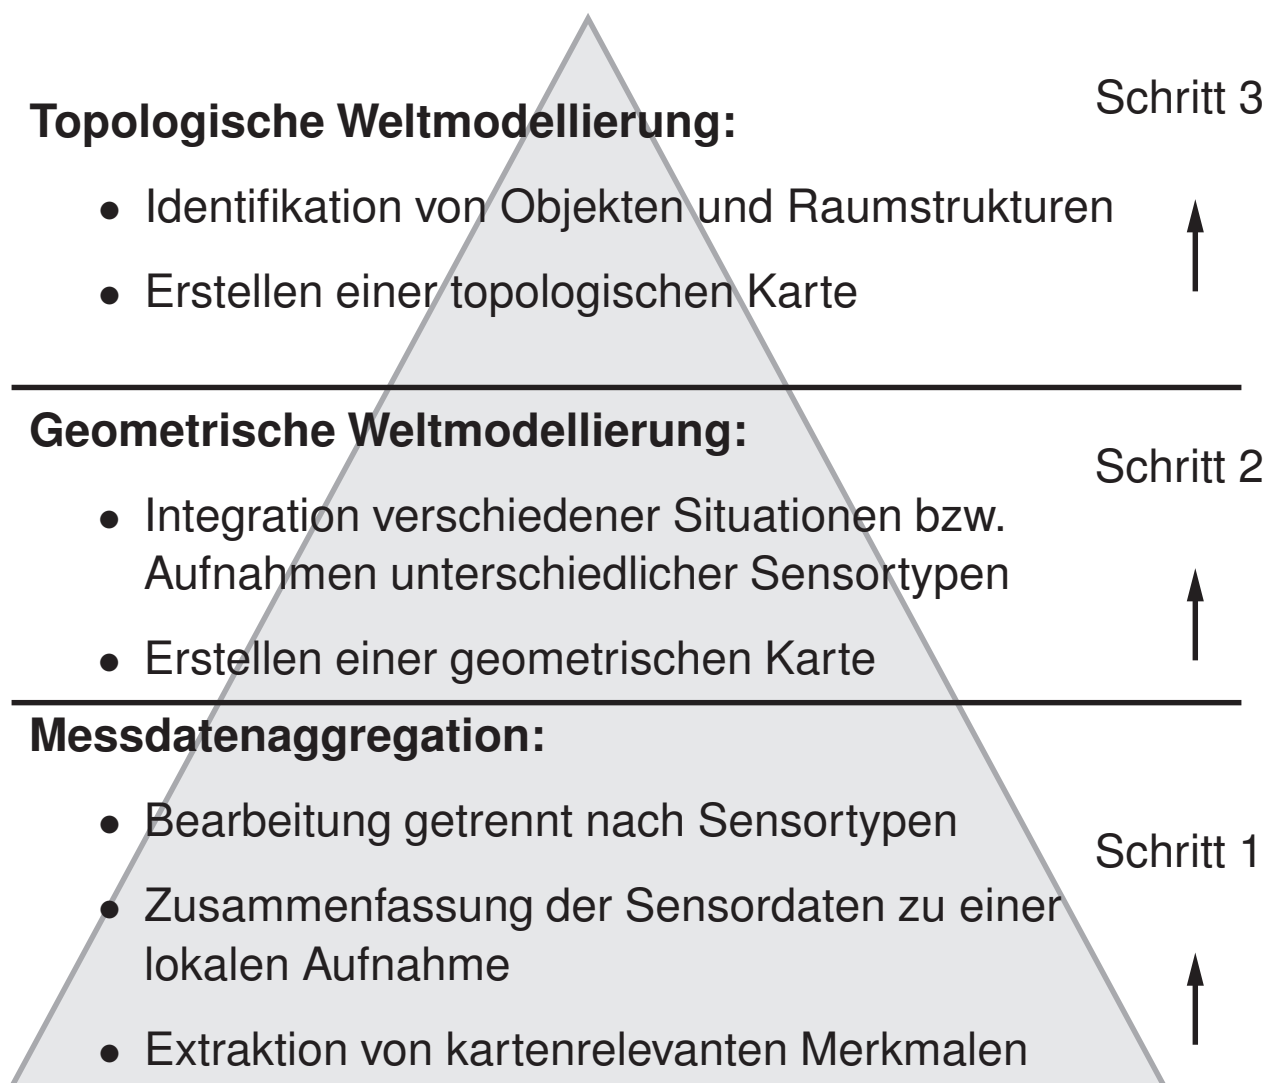 Schritt 3
Topologische Weltmodellierung:
• Identifikation von Objekten und Raumstrukturen
• Erstellen einer topologischen Karte
Geometrische Weltmodellierung:
Schritt 2
• Integration verschiedener Situationen bzw.
Aufnahmen unterschiedlicher Sensortypen
• Erstellen einer geometrischen Karte
Messdatenaggregation:
• Bearbeitung getrennt nach Sensortypen
Schritt 1
• Zusammenfassung der Sensordaten zu einer
lokalen Aufnahme
• Extraktion von kartenrelevanten Merkmalen